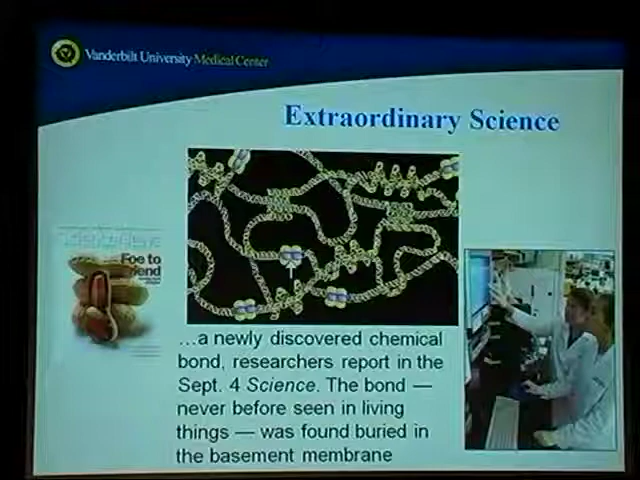 Vanderbilt University Medical Center
Extraordinary Science
Foe to
…a newly discovered chemical
bond, researchers report in the
Sept. 4 Science. The bond —
never before seen in living
things — was found buried in
the basement membrane